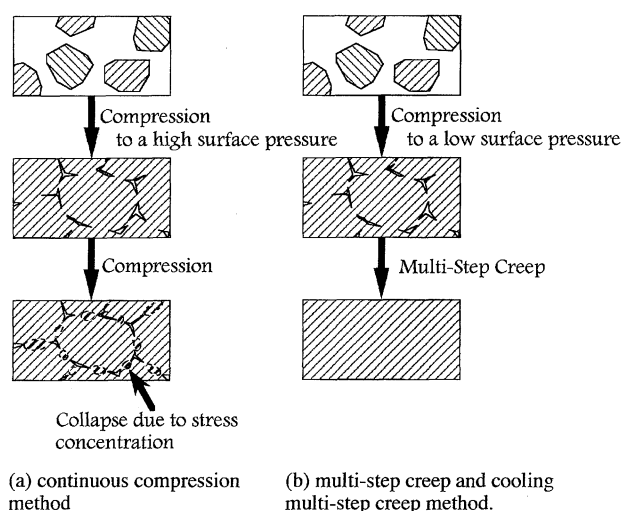 Compression
to a high surface pressure
Compression
Collapse due to stress
concentration
(a) continuous compression
method
Compression
to a low surface pressure
Multi-Step Creep
(b) multi-step creep and cooling
multi-step creep method.